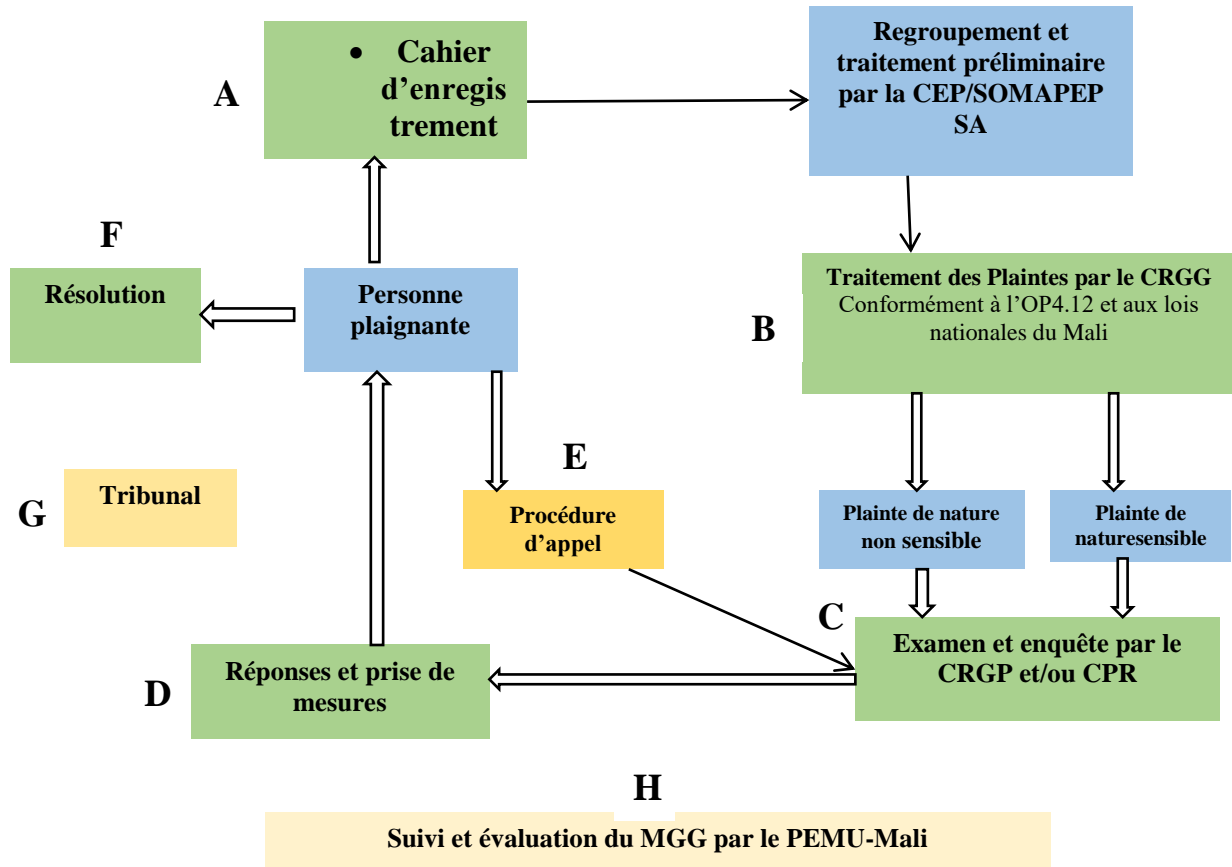 A
• Cahier
d'enregis
trement
Regroupement et
traitement préliminaire
par la CEP/SOMAPEP
SA
F
Résolution
Personne
plaignante
B
Traitement des Plaintes par le CRGG
Conformément à l'OP4.12 et aux lois
nationales du Mali
G
Tribunal
E
Procédure
d'appel
Plainte de nature
non sensible
Plainte de
naturesensible
C
Examen et enquête par le
CRGP et/ou CPR
D
Réponses et prise de
mesures
H
Suivi et évaluation du MGG par le PEMU-Mali